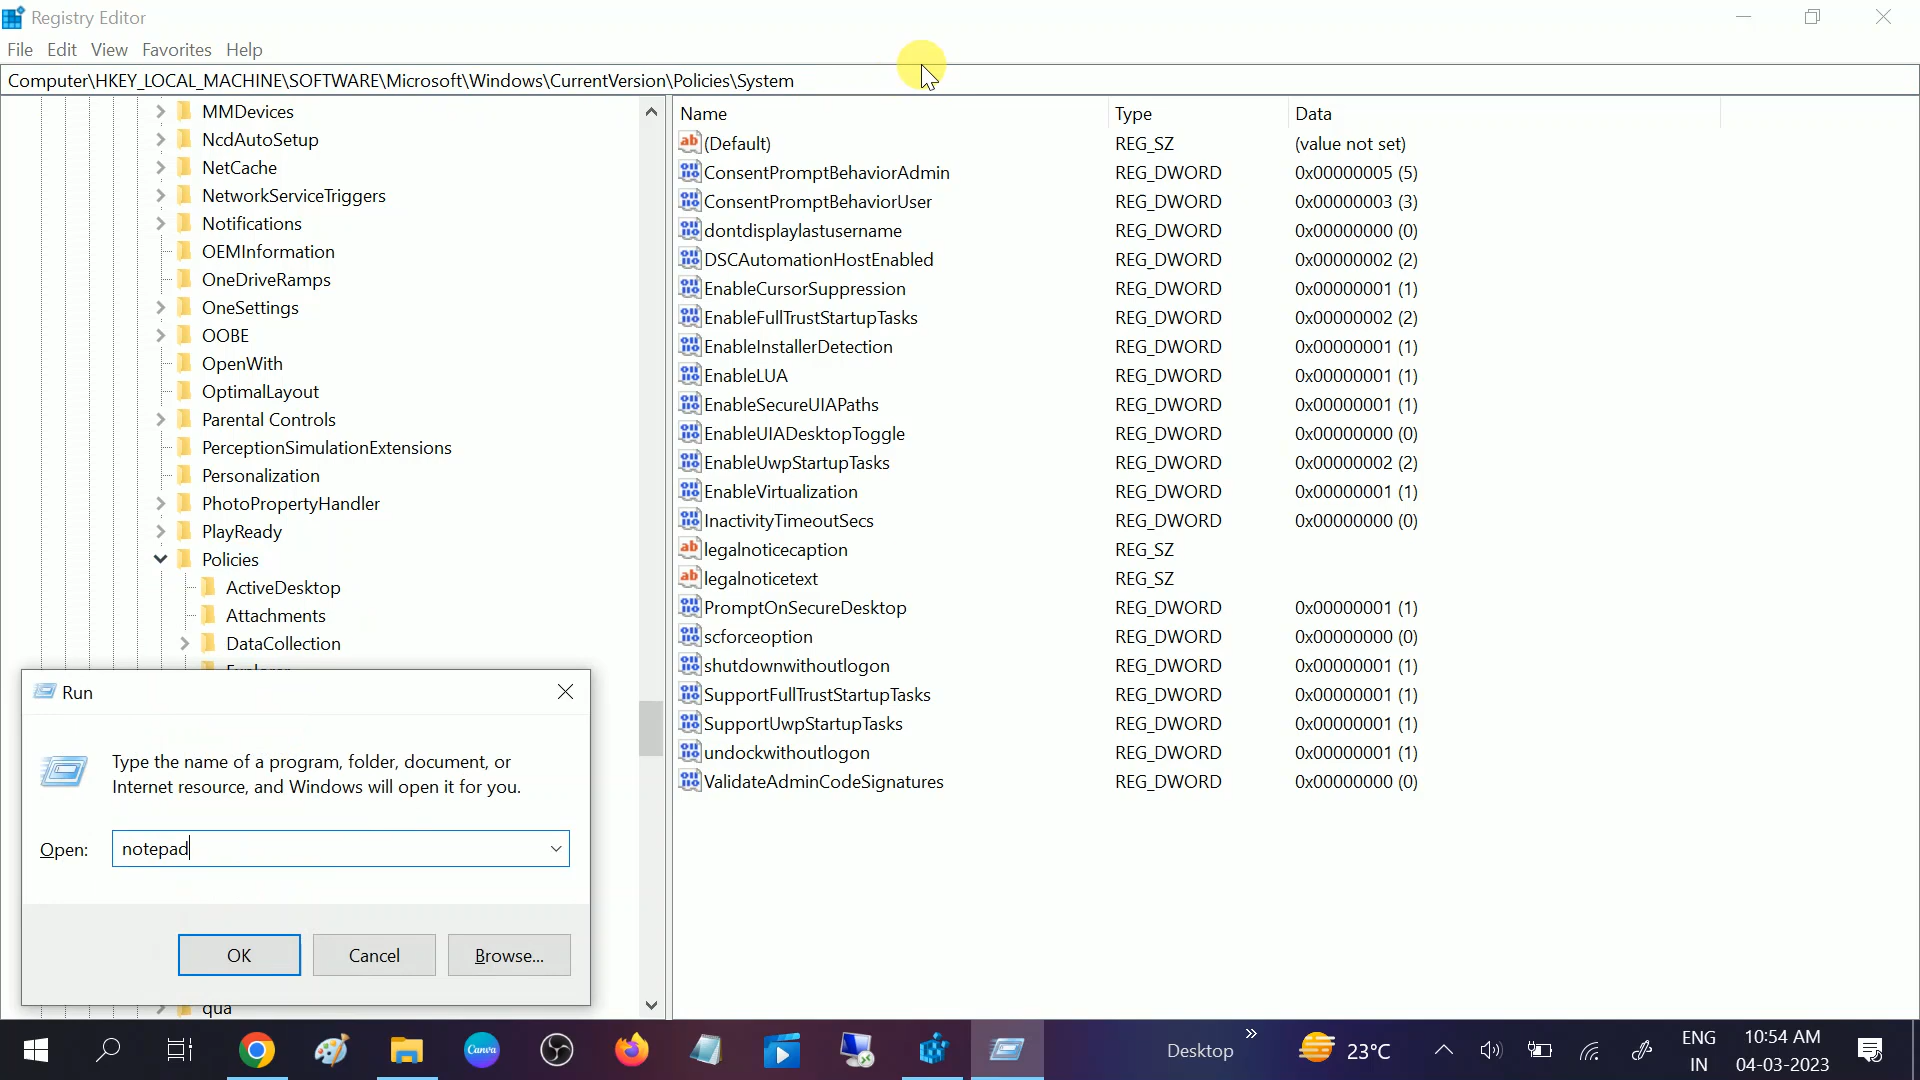 Registry Editor
File Edit View Favorites Help
Computer\HKEY_LOCAL_MACHINE\SOFTWARE\Microsoft\Windows\CurrentVersion\Policies\System
MMDevices
NcdAutoSetup
NetCache
NetworkServiceTriggers
Notifications
OEMInformation
OneDriveRamps
OneSettings
OOBE
OpenWith
OptimalLayout
Parental Controls
PerceptionSimulationExtensions
Personalization
PhotoPropertyHandler
PlayReady
Policies
ActiveDesktop
Attachments
DataCollection
Explorer
qua
Name Type Data
(Default) REG_SZ (value not set)
ConsentPromptBehaviorAdmin REG_DWORD 0x00000005 (5)
ConsentPromptBehaviorUser REG_DWORD 0x00000003 (3)
dontdisplaylastusername REG_DWORD 0x00000000 (0)
DSCAutomationHostEnabled REG_DWORD 0x00000002 (2)
EnableCursorSuppression REG_DWORD 0x00000001 (1)
EnableFullTrustStartupTasks REG_DWORD 0x00000002 (2)
EnableInstallerDetection REG_DWORD 0x00000001 (1)
EnableLUA REG_DWORD 0x00000001 (1)
EnableSecureUIAPaths REG_DWORD 0x00000001 (1)
EnableUIADesktopToggle REG_DWORD 0x00000000 (0)
EnableUwpStartupTasks REG_DWORD 0x00000002 (2)
EnableVirtualization REG_DWORD 0x00000001 (1)
InactivityTimeoutSecs REG_DWORD 0x00000000 (0)
legalnoticecaption REG_SZ
legalnoticetext REG_SZ
PromptOnSecureDesktop REG_DWORD 0x00000001 (1)
scforceoption REG_DWORD 0x00000000 (0)
shutdownwithoutlogon REG_DWORD 0x00000001 (1)
SupportFullTrustStartupTasks REG_DWORD 0x00000001 (1)
SupportUwpStartupTasks REG_DWORD 0x00000001 (1)
undockwithoutlogon REG_DWORD 0x00000001 (1)
ValidateAdminCodeSignatures REG_DWORD 0x00000000 (0)
Run
Type the name of a program, folder, document, or
Internet resource, and Windows will open it for you.
Open: notepad
OK Cancel Browse...
Canva
Desktop
23°C
ENG
IN
10:54 AM
04-03-2023